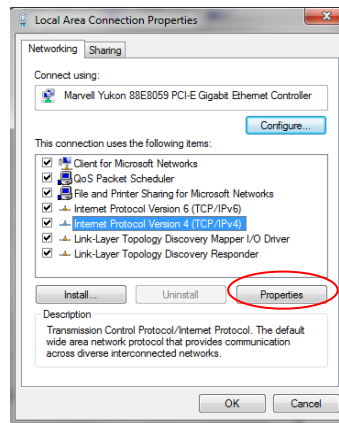 Local Area Connection Properties
Networking
Sharing
Connect using:
Marvell Yukon 88E8059 PCI-E Gigabit Ethernet Controller
Configure...
This connection uses the following items:
Client for Microsoft Networks
QoS Packet Scheduler
File and Printer Sharing for Microsoft Networks
Internet Protocol Version 6 (TCP/IPv6)
Internet Protocol Version 4 (TCP/IPv4)
Link-Layer Topology Discovery Mapper I/O Driver
Link-Layer Topology Discovery Responder
Install...
Uninstall
Properties
Description
Transmission Control Protocol/Internet Protocol. The default
wide area network protocol that provides communication
across diverse interconnected networks.
OK
Cancel